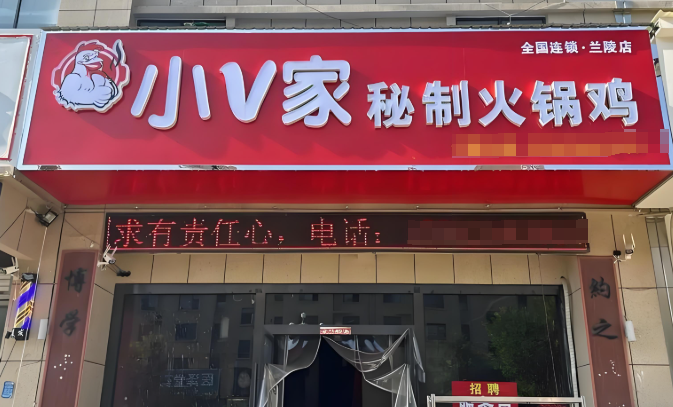 全国连锁·兰陵店
小V家 秘制火锅鸡
求有责任心，电话：
博学
约之
招聘